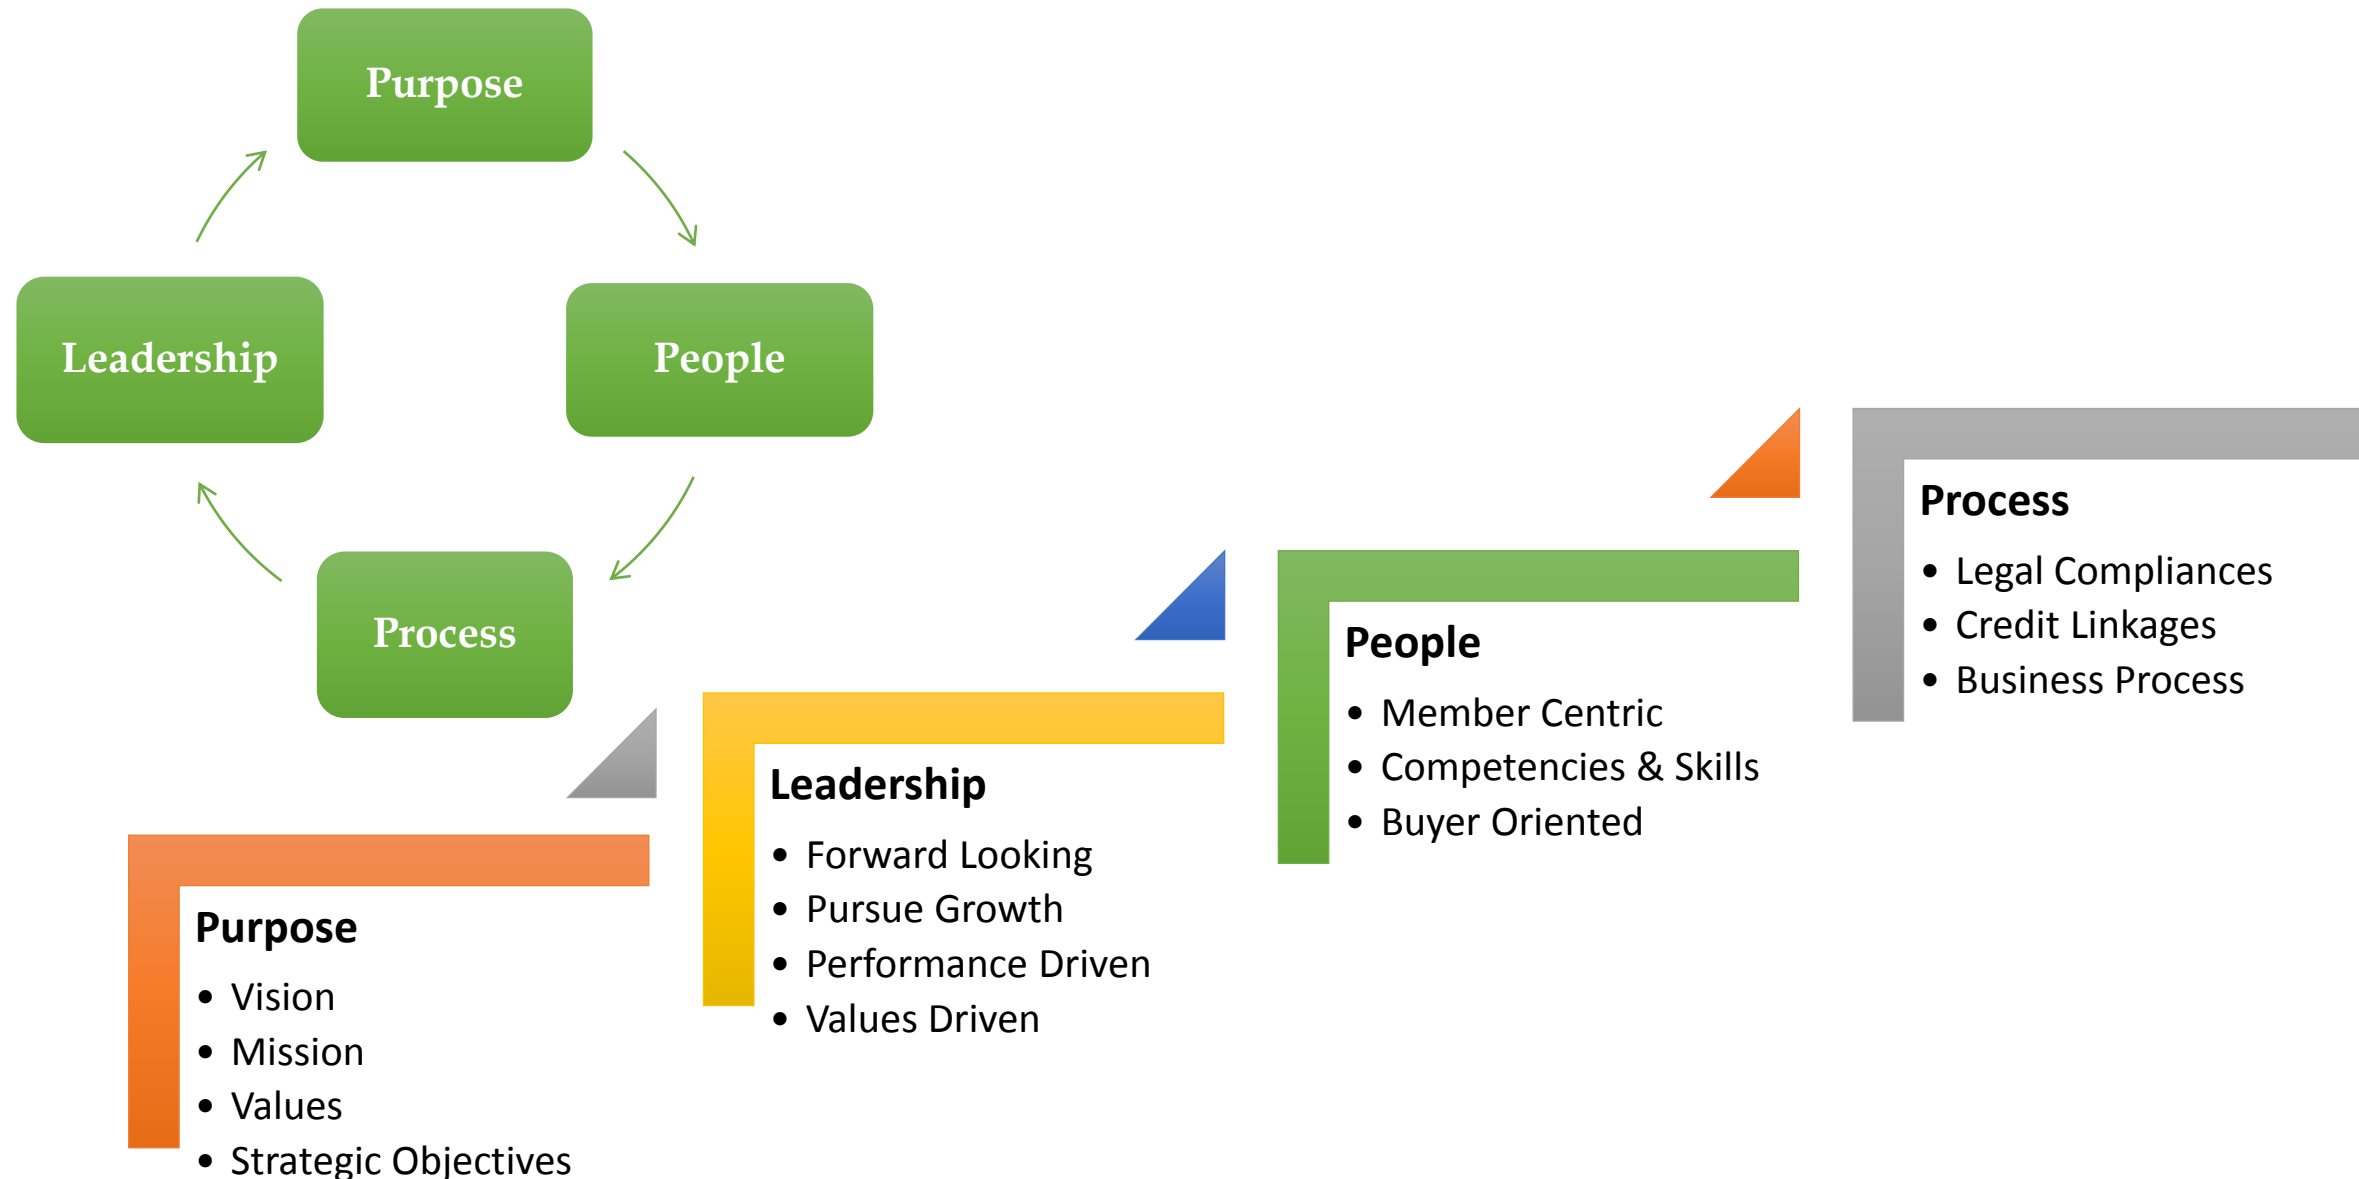 Purpose
Leadership
People
Process
Purpose
• Vision
• Mission
• Values
• Strategic Objectives
Leadership
• Forward Looking
• Pursue Growth
• Performance Driven
• Values Driven
People
• Member Centric
• Competencies & Skills
• Buyer Oriented
Process
• Legal Compliances
• Credit Linkages
• Business Process